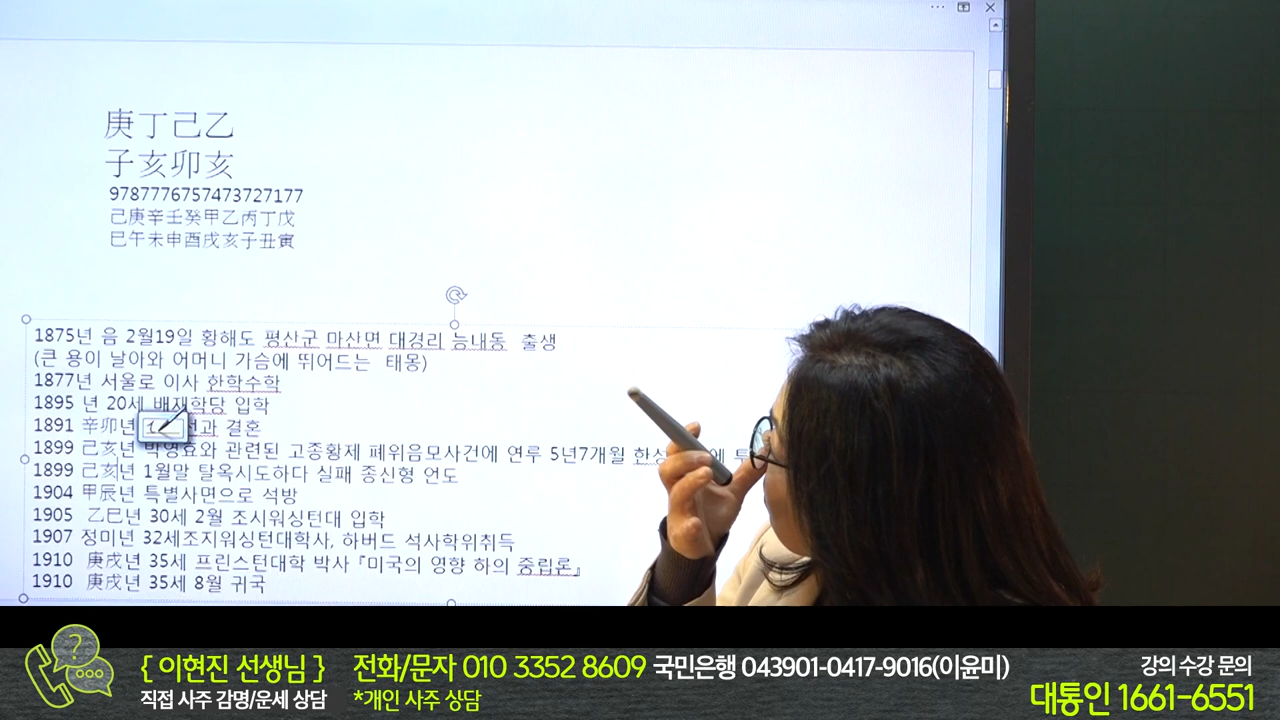 庚丁己乙
子亥卯亥
9787776757473727177
己庚辛壬癸甲乙丙丁戊
巳午未申酉戌亥子丑寅
1875년 음 2월19일 황해도 평산군 마산면 대경리 능내동 출생
(큰 용이 날아와 어머니 가슴에 뛰어드는 태몽)
1877년 서울로 이사 한학수학
1895 년 20세 배재학당 입학
1891 辛卯년 결혼
1899 己亥년 박영효와 관련된 고종황제 폐위음모사건에 연루 5년7개월
1899 己亥년 1월말 탈옥시도하다 실패 종신형 언도
1904 甲辰년 특별사면으로 석방
1905 乙巳년 30세 2월 조시워싱턴대 입학
1907 정미년 32세조지워싱턴대학사, 하버드 석사학위취득
1910 庚戌년 35세 프린스턴대학 박사 『미국의 영향 하의 중립론』
1910 庚戌년 35세 8월 귀국
{ 이현진 선생님 } 전화/문자 010 3352 8609 국민은행 043901-0417-9016(이윤미) 강의 수강 문의
직접 사주 감명/운세 상담 *개인 사주 상담 대통인 1661-6551